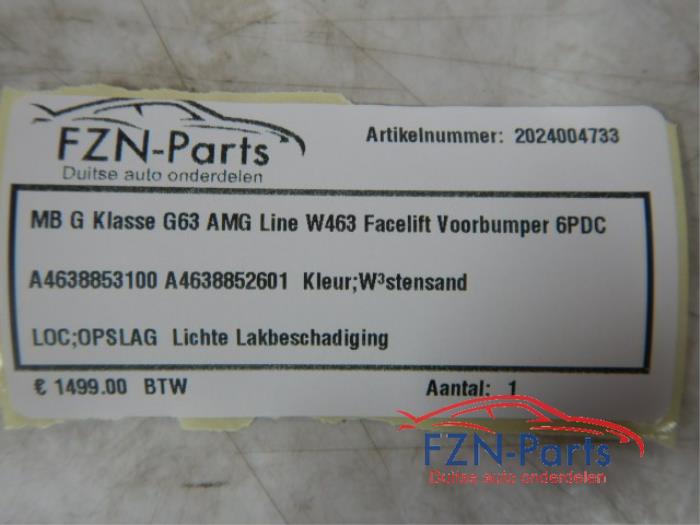 FZN-Parts
Duitse auto onderdelen
Artikelnummer: 2024004733
MB G Klasse G63 AMG Line W463 Facelift Voorbumper 6PDC
A4638853100 A4638852601 Kleur;W³stensand
LOC;OPSLAG Lichte Lakbeschadiging
€ 1499.00 BTW
Aantal: 1
FZN-Parts
Duitse auto onderdelen